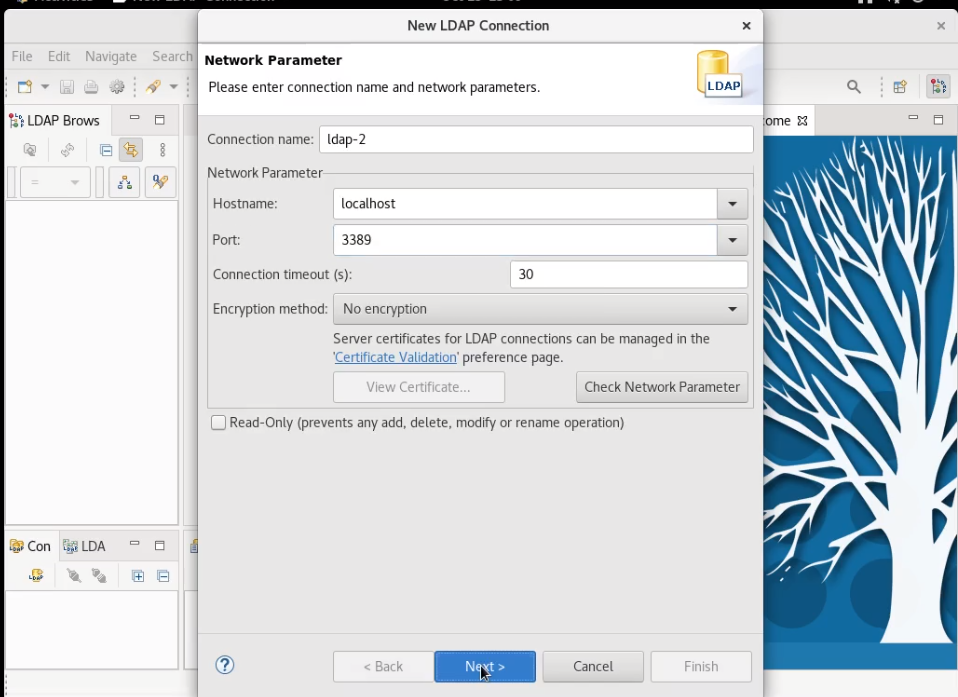 New LDAP Connection
File Edit Navigate Search
Network Parameter
Please enter connection name and network parameters.
LDAP
LDAP Brows
ome
Connection name: ldap-2
Network Parameter
=
Hostname: localhost
Port: 3389
Connection timeout (s): 30
Encryption method: No encryption
Server certificates for LDAP connections can be managed in the
'Certificate Validation' preference page.
View Certificate... Check Network Parameter
Read-Only (prevents any add, delete, modify or rename operation)
Con LDA
< Back Next > Cancel Finish